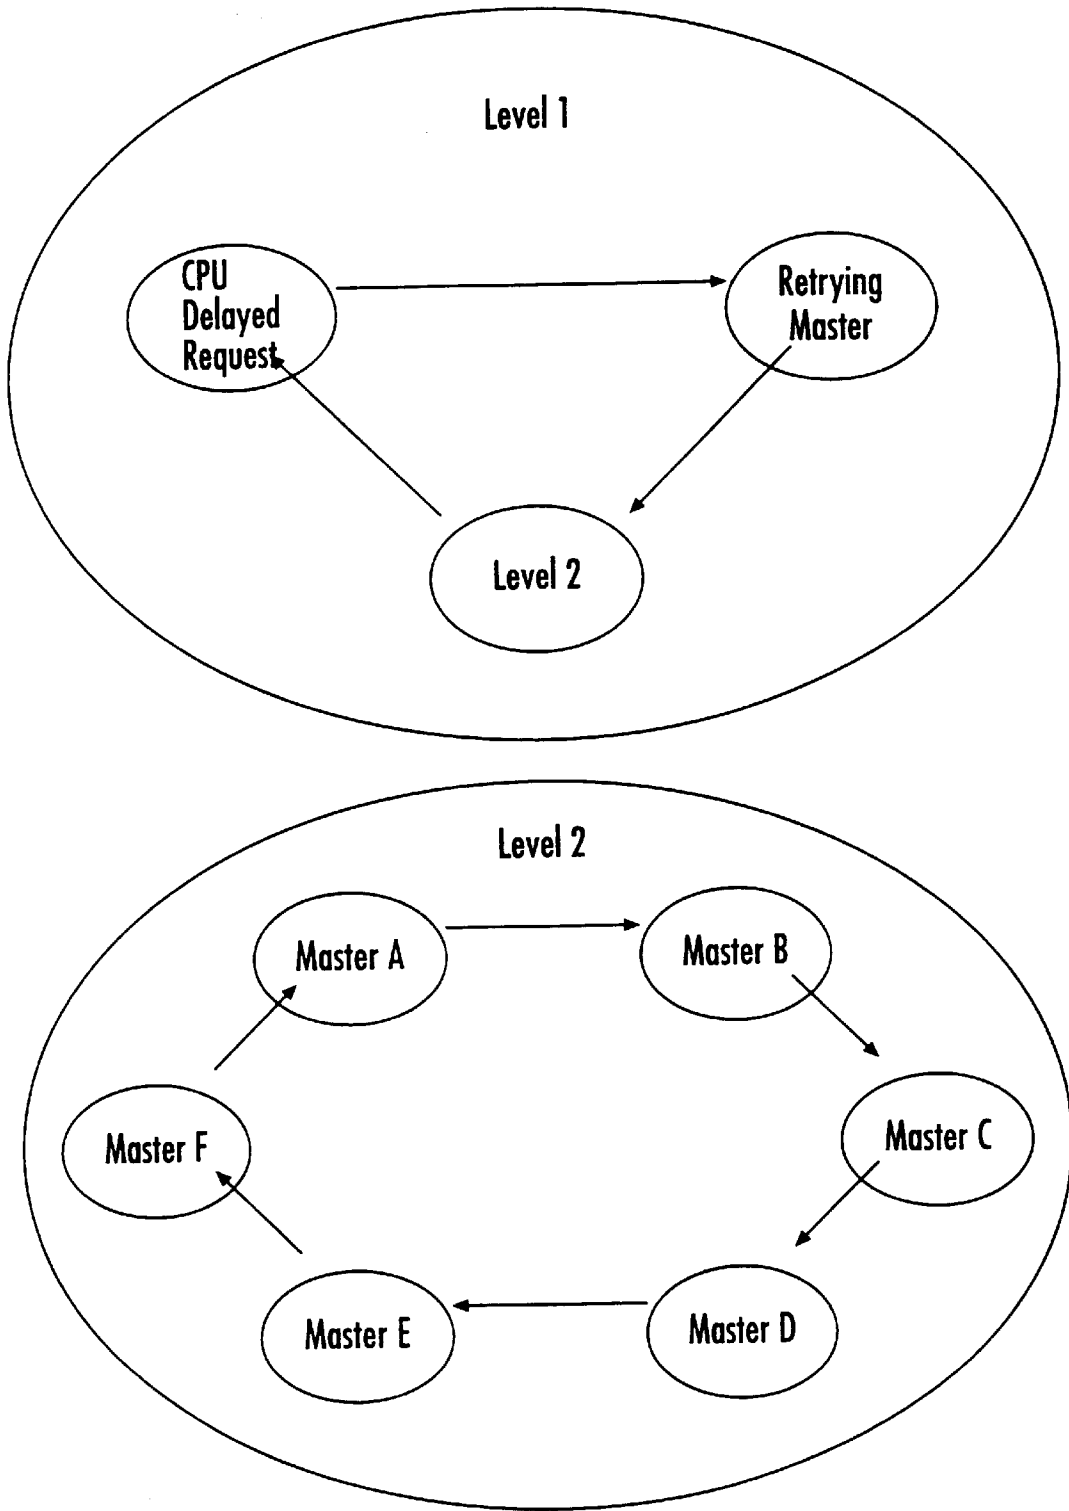 Level 1
CPU
Delayed
Request
Retrying
Master
Level 2
Level 2
Master A
Master B
Master F
Master C
Master E
Master D